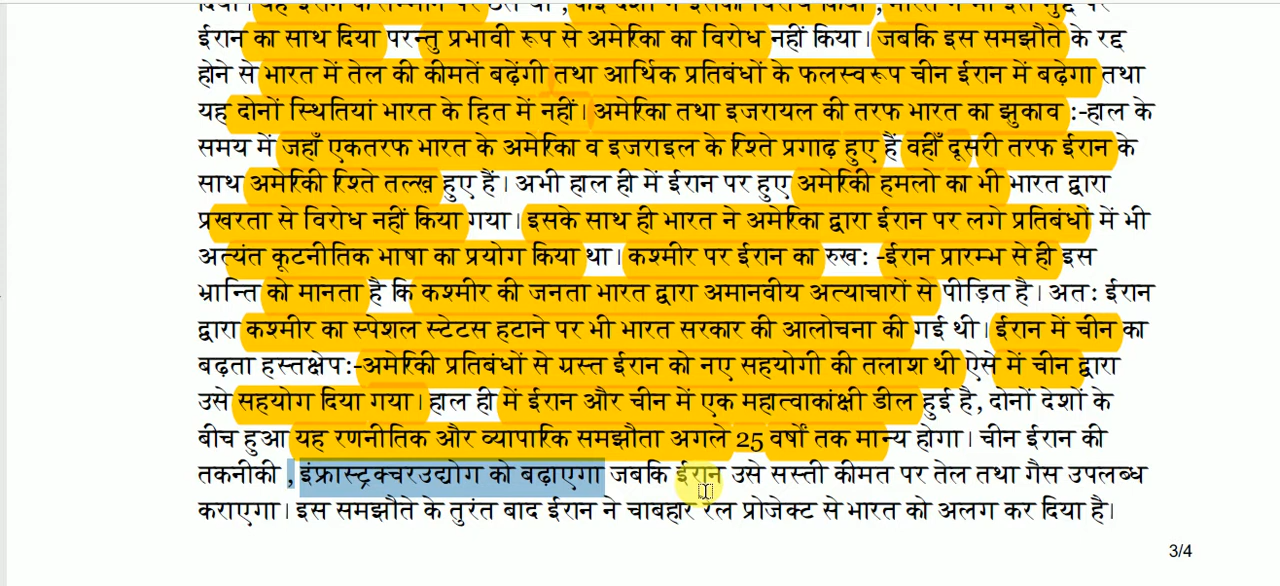 ईरान का साथ दिया परन्तु प्रभावी रूप से अमेरिका का विरोध नहीं किया। जबकि इस समझौते के रद्द
होने से भारत में तेल की कीमतें बढ़ेंगी तथा आर्थिक प्रतिबंधों के फलस्वरूप चीन ईरान में बढ़ेगा तथा
यह दोनों स्थितियां भारत के हित में नहीं। अमेरिका तथा इजरायल की तरफ भारत का झुकाव :-हाल के
समय में जहाँ एकतरफ भारत के अमेरिका व इजराइल के रिश्ते प्रगाढ़ हुए हैं वहीँ दूसरी तरफ ईरान के
साथ अमेरिकी रिश्ते तल्ख़ हुए हैं। अभी हाल ही में ईरान पर हुए अमेरिकी हमलो का भी भारत द्वारा
प्रखरता से विरोध नहीं किया गया। इसके साथ ही भारत ने अमेरिका द्वारा ईरान पर लगे प्रतिबंधों में भी
अत्यंत कूटनीतिक भाषा का प्रयोग किया था। कश्मीर पर ईरान का रुख: -ईरान प्रारम्भ से ही इस
भ्रान्ति को मानता है कि कश्मीर की जनता भारत द्वारा अमानवीय अत्याचारों से पीड़ित है। अत: ईरान
द्वारा कश्मीर का स्पेशल स्टेटस हटाने पर भी भारत सरकार की आलोचना की गई थी। ईरान में चीन का
बढ़ता हस्तक्षेप:-अमेरिकी प्रतिबंधों से ग्रस्त ईरान को नए सहयोगी की तलाश थी ऐसे में चीन द्वारा
उसे सहयोग दिया गया। हाल ही में ईरान और चीन में एक महात्वाकांक्षी डील हुई है, दोनों देशों के
बीच हुआ यह रणनीतिक और व्यापारिक समझौता अगले 25 वर्षों तक मान्य होगा। चीन ईरान की
तकनीकी , इंफ्रास्ट्रक्चरउद्योग को बढ़ाएगा जबकि ईरान उसे सस्ती कीमत पर तेल तथा गैस उपलब्ध
कराएगा। इस समझौते के तुरंत बाद ईरान ने चाबहार रेल प्रोजेक्ट से भारत को अलग कर दिया है।
3/4